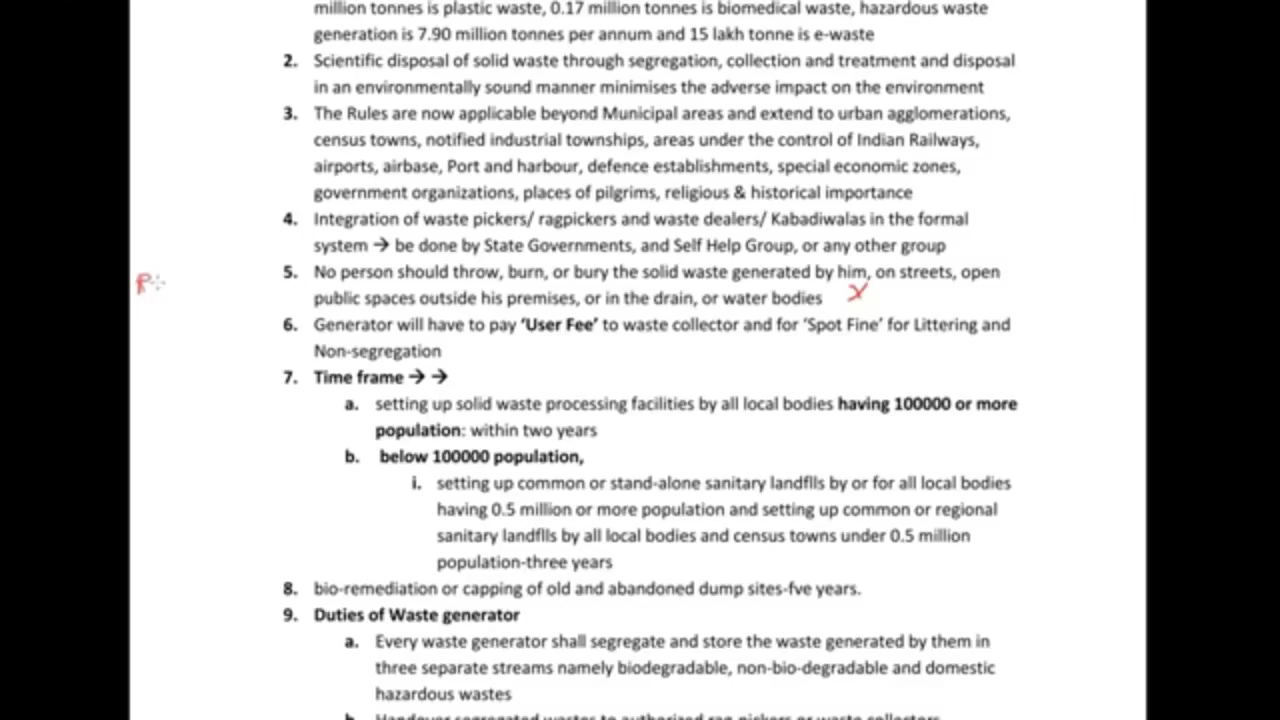 million tonnes is plastic waste, 0.17 million tonnes is biomedical waste, hazardous waste
generation is 7.90 million tonnes per annum and 15 lakh tonne is e-waste
2. Scientific disposal of solid waste through segregation, collection and treatment and disposal
in an environmentally sound manner minimises the adverse impact on the environment
3. The Rules are now applicable beyond Municipal areas and extend to urban agglomerations,
census towns, notified industrial townships, areas under the control of Indian Railways,
airports, airbase, Port and harbour, defence establishments, special economic zones,
government organizations, places of pilgrims, religious & historical importance
4. Integration of waste pickers/ ragpickers and waste dealers/ Kabadiwalas in the formal
system → be done by State Governments, and Self Help Group, or any other group
5. No person should throw, burn, or bury the solid waste generated by him, on streets, open
public spaces outside his premises, or in the drain, or water bodies
6. Generator will have to pay ‘User Fee’ to waste collector and for ‘Spot Fine’ for Littering and
Non-segregation
7. Time frame → →
a. setting up solid waste processing facilities by all local bodies having 100000 or more
population: within two years
b. below 100000 population,
i. setting up common or stand-alone sanitary landflls by or for all local bodies
having 0.5 million or more population and setting up common or regional
sanitary landflls by all local bodies and census towns under 0.5 million
population-three years
8. bio-remediation or capping of old and abandoned dump sites-fve years.
9. Duties of Waste generator
a. Every waste generator shall segregate and store the waste generated by them in
three separate streams namely biodegradable, non-bio-degradable and domestic
hazardous wastes
b. Handover segregated wastes to authorized rag-pickers or waste collectors